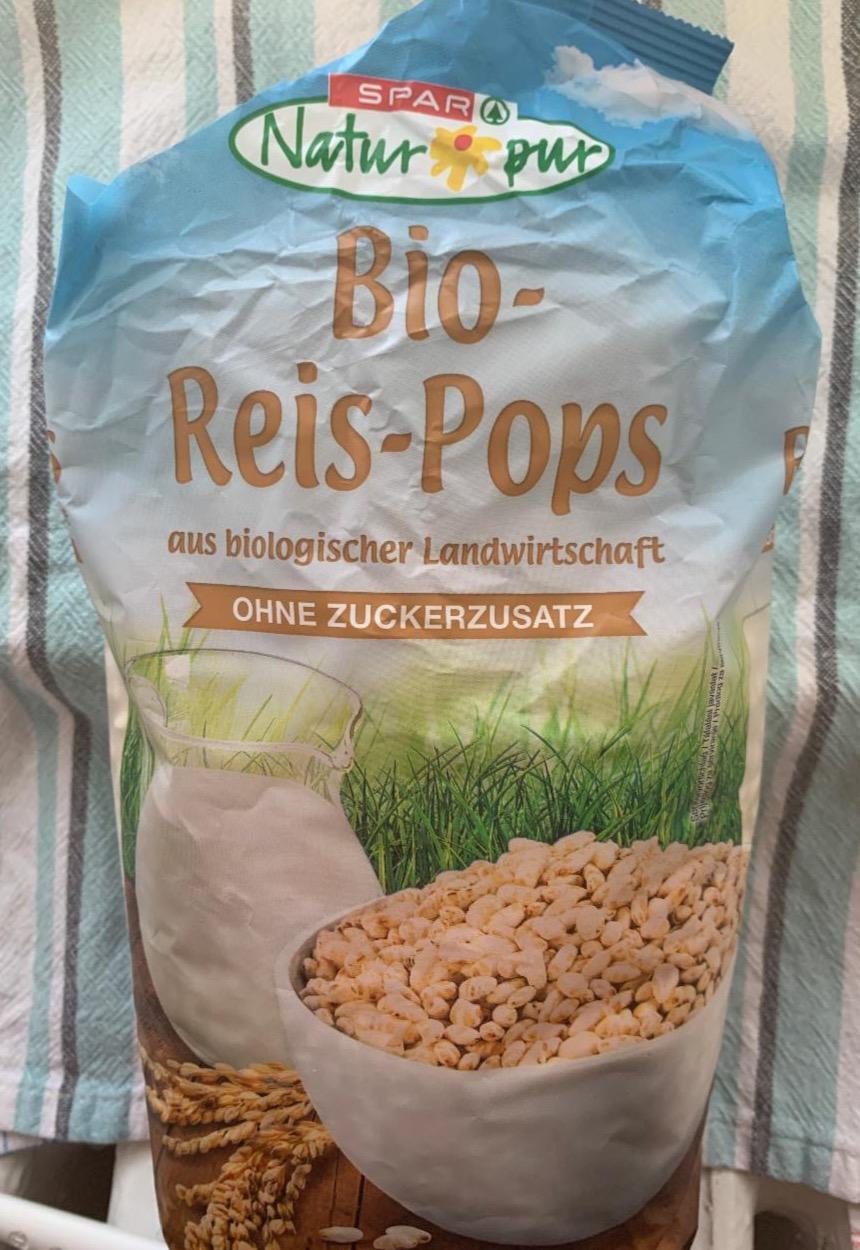 SPAR
Natur pur
Bio-
Reis-Pops
aus biologischer Landwirtschaft
OHNE ZUCKERZUSATZ